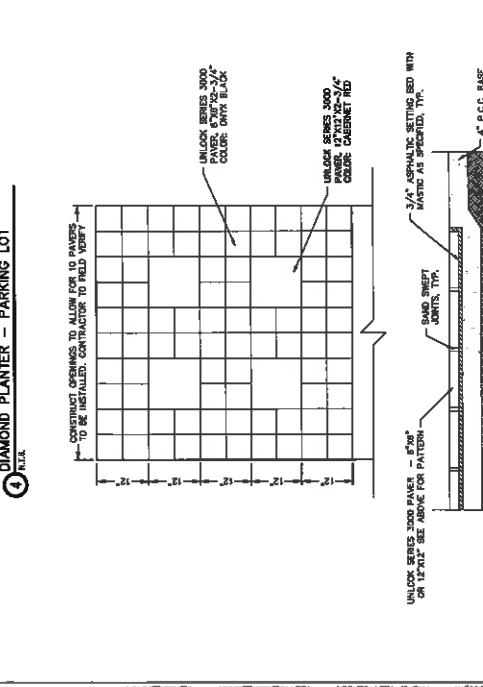 4 DIAMOND PLANTER - PARKING LOT
N.T.S.
CONSTRUCT OPENINGS TO ALLOW FOR 10 PAVERS
TO BE INSTALLED. CONTRACTOR TO FIELD VERIFY
UNILOCK SERIES 3000
PAVER, 6"X6"X2-3/4"
COLOR: ONYX BLACK
UNILOCK SERIES 3000
PAVER, 12"X12"X2-3/4"
COLOR: CABERNET RED
12"
12"
12"
12"
12"
UNILOCK SERIES 3000 PAVER - 6"X6"
OR 12"X12" SEE ABOVE FOR PATTERN
SAND SWEPT
JOINTS, TYP.
3/4" ASPHALTIC SETTING BED WITH
MASTIC AS SPECIFIED, TYP.
4" P.C.C. BASE